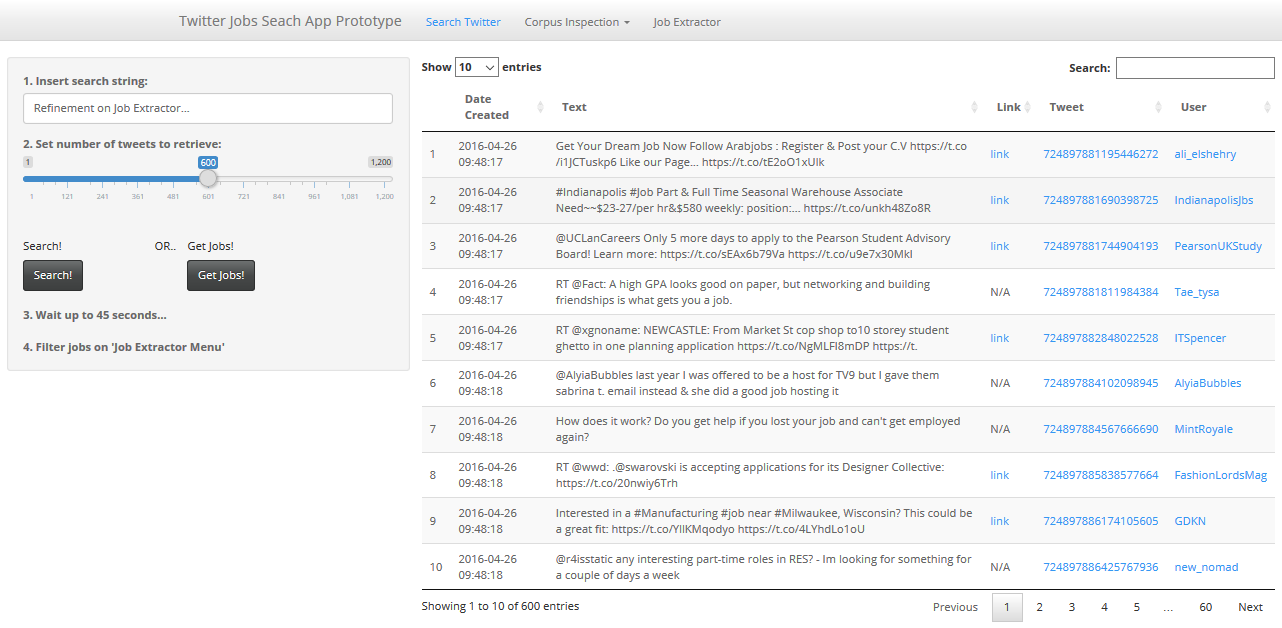 Twitter Jobs Seach App Prototype Search Twitter Corpus Inspection Job Extractor
1. Insert search string:
Refinement on Job Extractor...
2. Set number of tweets to retrieve:
1 600 1,200
1 121 241 361 481 601 721 841 961 1,081 1,200
Search! OR.. Get Jobs!
Search! Get Jobs!
3. Wait up to 45 seconds...
4. Filter jobs on 'Job Extractor Menu'
Show 10 entries Search:
Date
Created
Text Link Tweet User
1 2016-04-26
09:48:17
Get Your Dream Job Now Follow Arabjobs : Register & Post your C.V https://t.co
/i1JCTuskp6 Like our Page... https://t.co/tE2oO1xUlk
link 724897881195446272 ali_elshehry
2 2016-04-26
09:48:17
#Indianapolis #Job Part & Full Time Seasonal Warehouse Associate
Need~~$23-27/per hr&$580 weekly: position:... https://t.co/unkh48Zo8R
link 724897881690398725 IndianapolisJbs
3 2016-04-26
09:48:17
@UCLanCareers Only 5 more days to apply to the Pearson Student Advisory
Board! Learn more: https://t.co/sEAx6b79Va https://t.co/u9e7x30MkI
link 724897881744904193 PearsonUKStudy
4 2016-04-26
09:48:17
RT @Fact: A high GPA looks good on paper, but networking and building
friendships is what gets you a job.
N/A 724897881811984384 Tae_tysa
5 2016-04-26
09:48:17
RT @xgnoname: NEWCASTLE: From Market St cop shop to10 storey student
ghetto in one planning application https://t.co/NgMLFI8mDP https://t.
link 724897882848022528 ITSpencer
6 2016-04-26
09:48:18
@AlyiaBubbles last year I was offered to be a host for TV9 but I gave them
sabrina t. email instead & she did a good job hosting it
N/A 724897884102098945 AlyiaBubbles
7 2016-04-26
09:48:18
How does it work? Do you get help if you lost your job and can't get employed
again?
N/A 724897884567666690 MintRoyale
8 2016-04-26
09:48:18
RT @wwd: .@swarovski is accepting applications for its Designer Collective:
https://t.co/20nwiy6Trh
link 724897885838577664 FashionLordsMag
9 2016-04-26
09:48:18
Interested in a #Manufacturing #job near #Milwaukee, Wisconsin? This could be
a great fit: https://t.co/YlIKMqodyo https://t.co/4LYhdLo1oU
link 724897886174105605 GDKN
10 2016-04-26
09:48:18
@r4isstatic any interesting part-time roles in RES? - Im looking for something for
a couple of days a week
N/A 724897886425767936 new_nomad
Showing 1 to 10 of 600 entries Previous 1 2 3 4 5 ... 60 Next